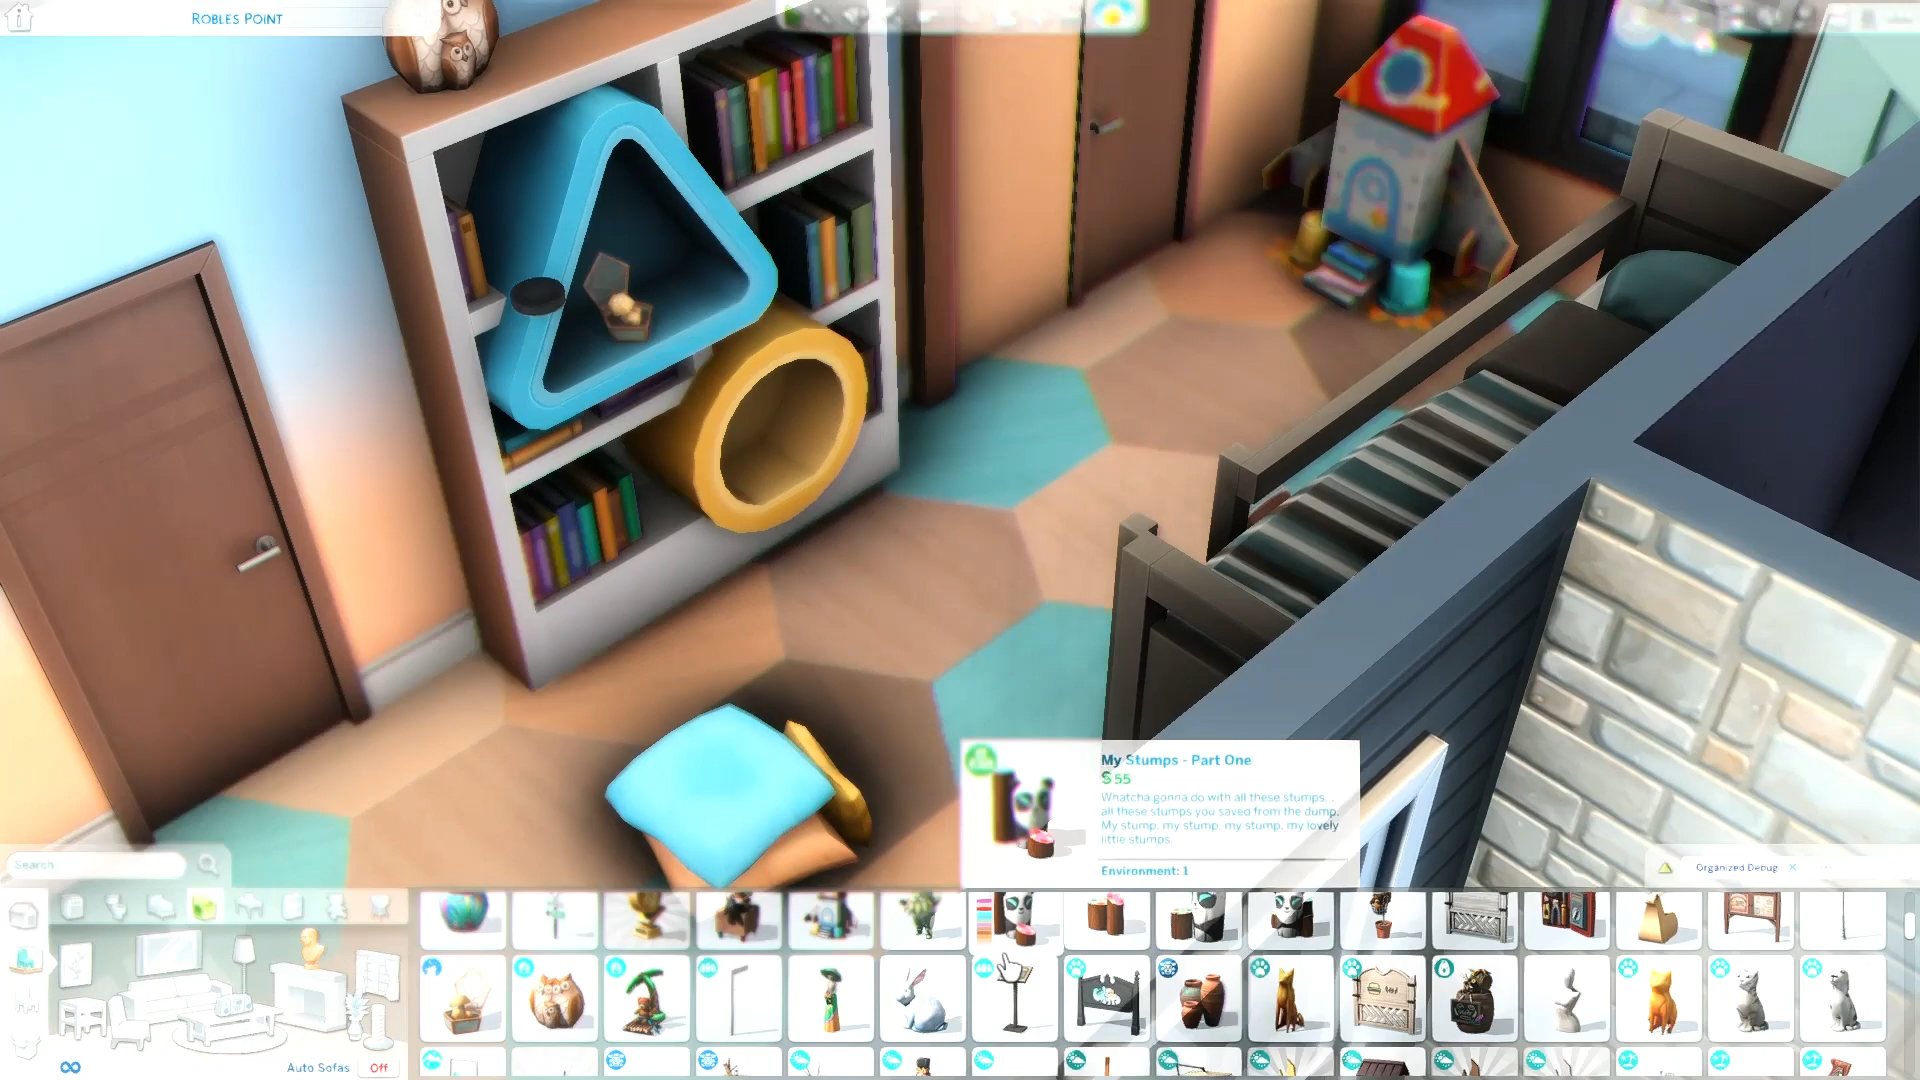 ROBLES POINT
My Stumps - Part One
§55
Whatcha gonna do with all these stumps...
all these stumps you saved from the dump.
My stump, my stump, my stump, my lovely
little stumps.
Environment: 1
Search
Organized Debug
Auto Sofas Off